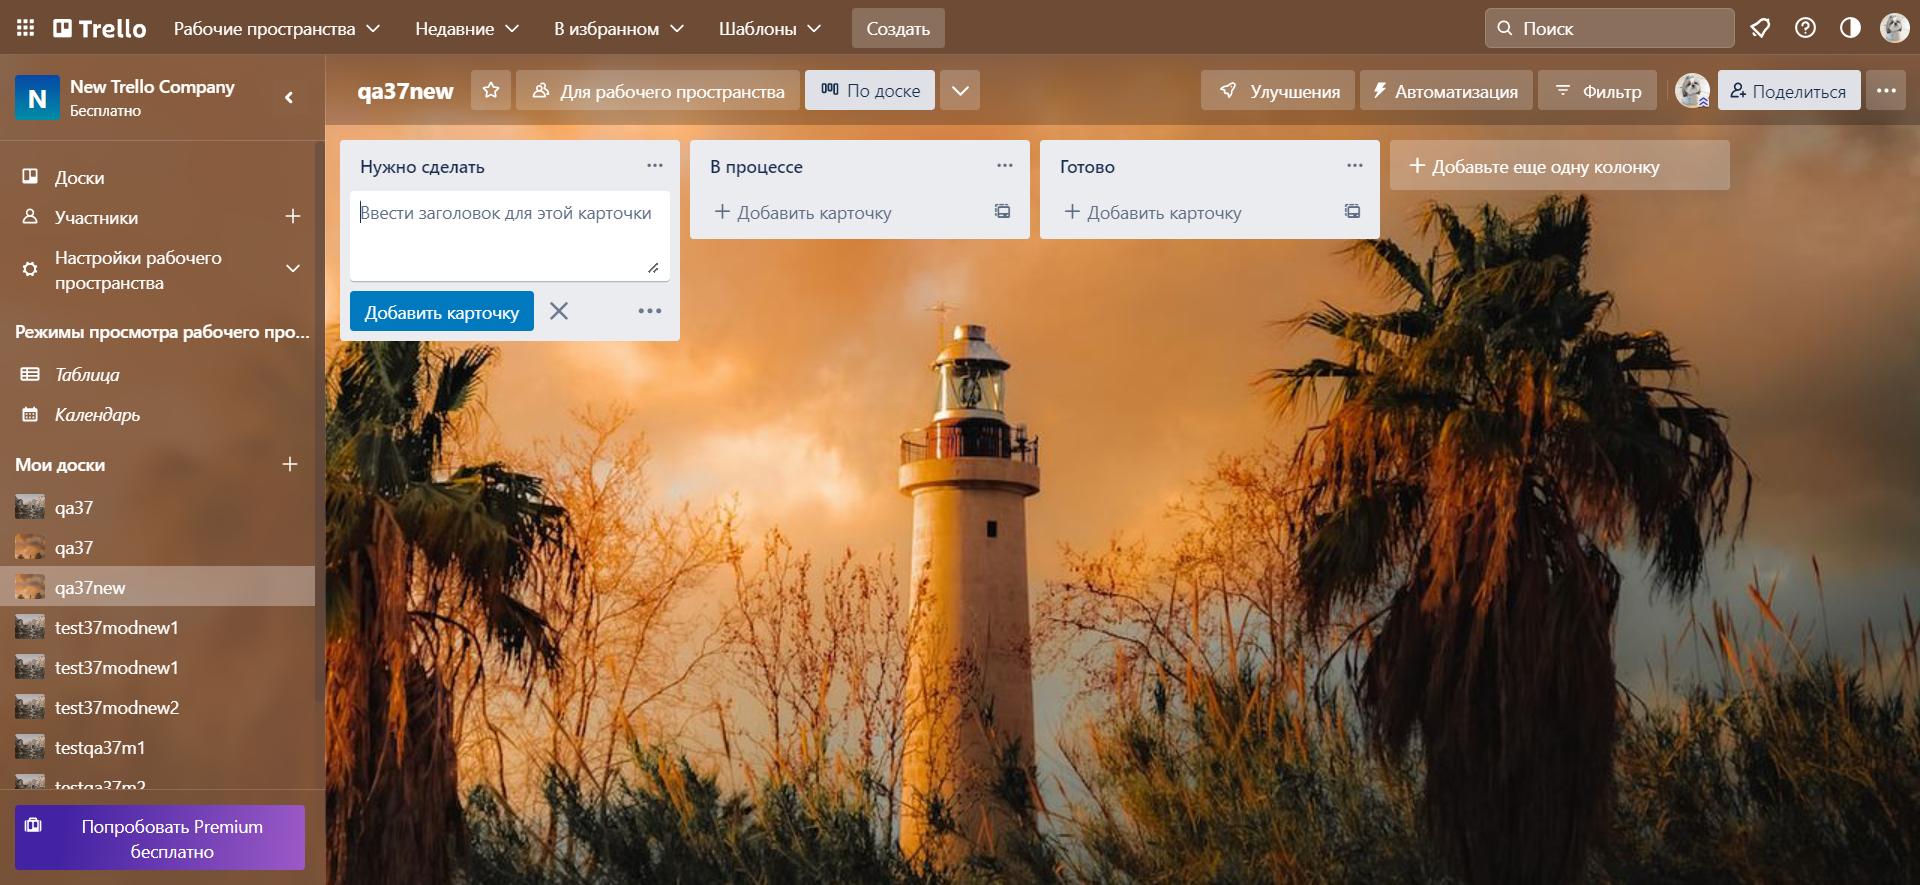 Trello
Рабочие пространства
Недавние
В избранном
Шаблоны
Создать
Поиск
N
New Trello Company
Бесплатно
qa37new
Для рабочего пространства
По доске
Улучшения
Автоматизация
Фильтр
Поделиться
Доски
Участники
Настройки рабочего
пространства
Режимы просмотра рабочего про...
Таблица
Календарь
Мои доски
qa37
qa37
qa37new
test37modnew1
test37modnew1
test37modnew2
testqa37m1
testqa37m2
Попробовать Premium
бесплатно
Нужно сделать
Ввести заголовок для этой карточки
Добавить карточку
В процессе
Добавить карточку
Готово
Добавить карточку
Добавьте еще одну колонку